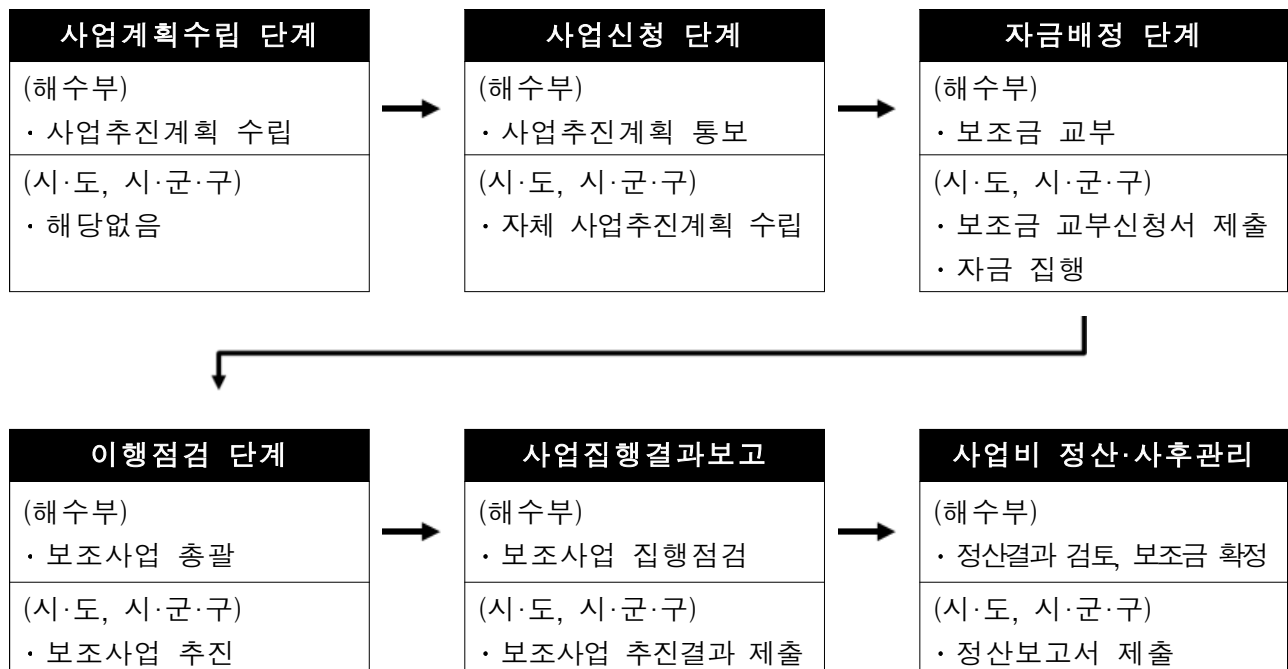 사업계획수립 단계
(해수부)
· 사업추진계획 수립
(시·도, 시·군·구)
· 해당없음
사업신청 단계
(해수부)
· 사업추진계획 통보
(시·도, 시·군·구)
· 자체 사업추진계획 수립
자금배정 단계
(해수부)
· 보조금 교부
(시·도, 시·군·구)
· 보조금 교부신청서 제출
· 자금 집행
이행점검 단계
(해수부)
· 보조사업 총괄
(시·도, 시·군·구)
· 보조사업 추진
사업집행결과보고
(해수부)
· 보조사업 집행점검
(시·도, 시·군·구)
· 보조사업 추진결과 제출
사업비 정산·사후관리
(해수부)
· 정산결과 검토, 보조금 확정
(시·도, 시·군·구)
· 정산보고서 제출